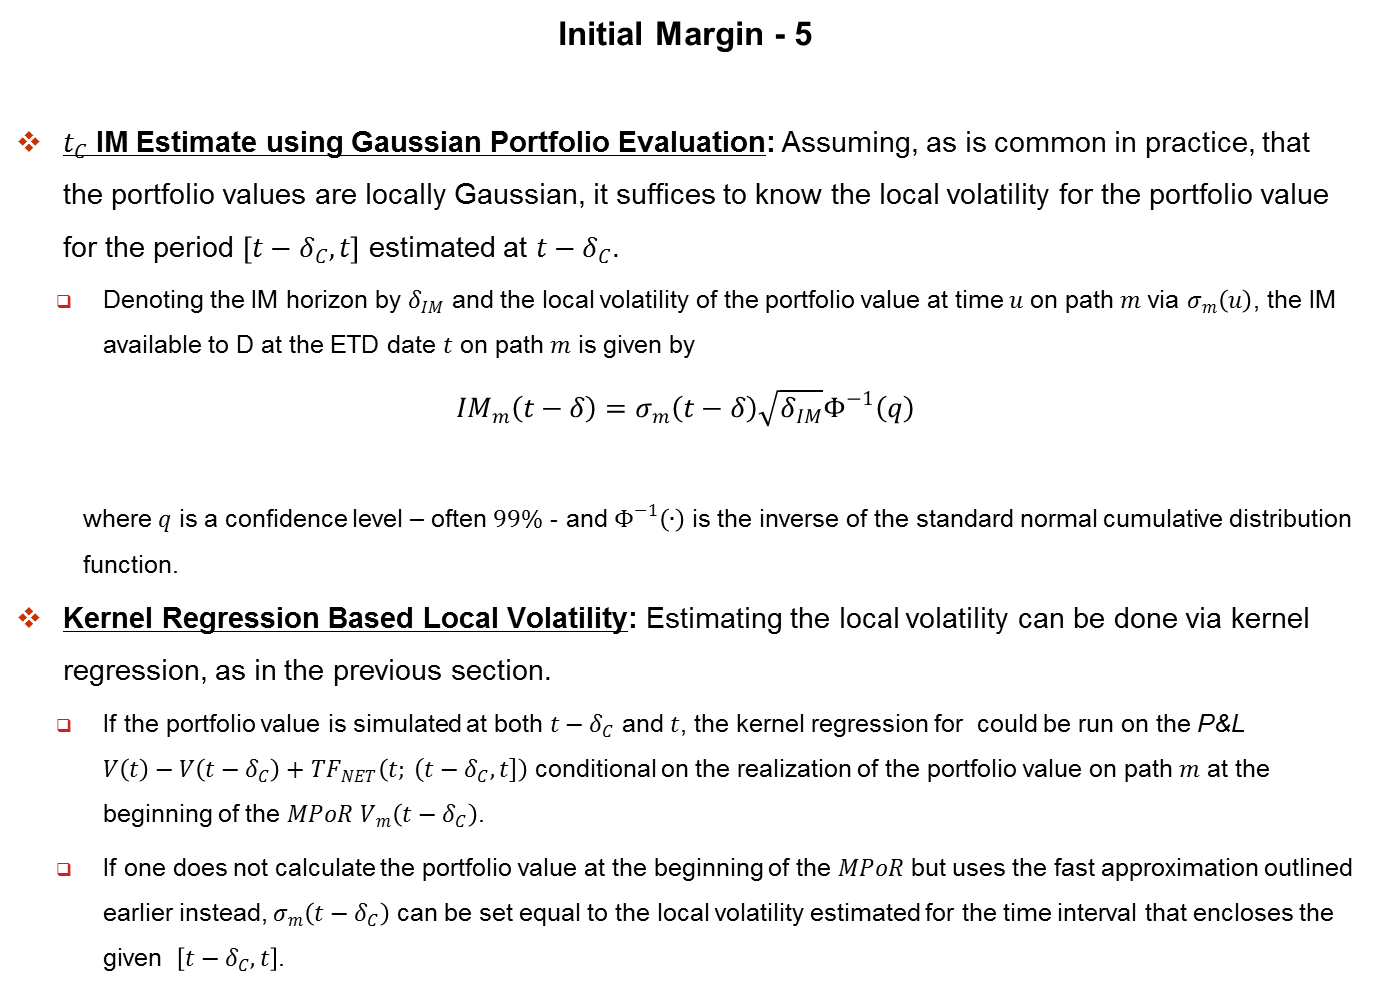 Initial Margin - 5
❖ t_C IM Estimate using Gaussian Portfolio Evaluation: Assuming, as is common in practice, that
the portfolio values are locally Gaussian, it suffices to know the local volatility for the portfolio value
for the period [t − δ_C, t] estimated at t − δ_C.
❑ Denoting the IM horizon by δ_IM and the local volatility of the portfolio value at time u on path m via σ_m(u), the IM
available to D at the ETD date t on path m is given by
IM_m(t − δ) = σ_m(t − δ)√δ_IM Φ⁻¹(q)
where q is a confidence level – often 99% - and Φ⁻¹(·) is the inverse of the standard normal cumulative distribution
function.
❖ Kernel Regression Based Local Volatility: Estimating the local volatility can be done via kernel
regression, as in the previous section.
❑ If the portfolio value is simulated at both t − δ_C and t, the kernel regression for could be run on the P&L
V(t) − V(t − δ_C) + TF_NET(t; (t − δ_C, t]) conditional on the realization of the portfolio value on path m at the
beginning of the MPoR V_m(t − δ_C).
❑ If one does not calculate the portfolio value at the beginning of the MPoR but uses the fast approximation outlined
earlier instead, σ_m(t − δ_C) can be set equal to the local volatility estimated for the time interval that encloses the
given [t − δ_C, t].